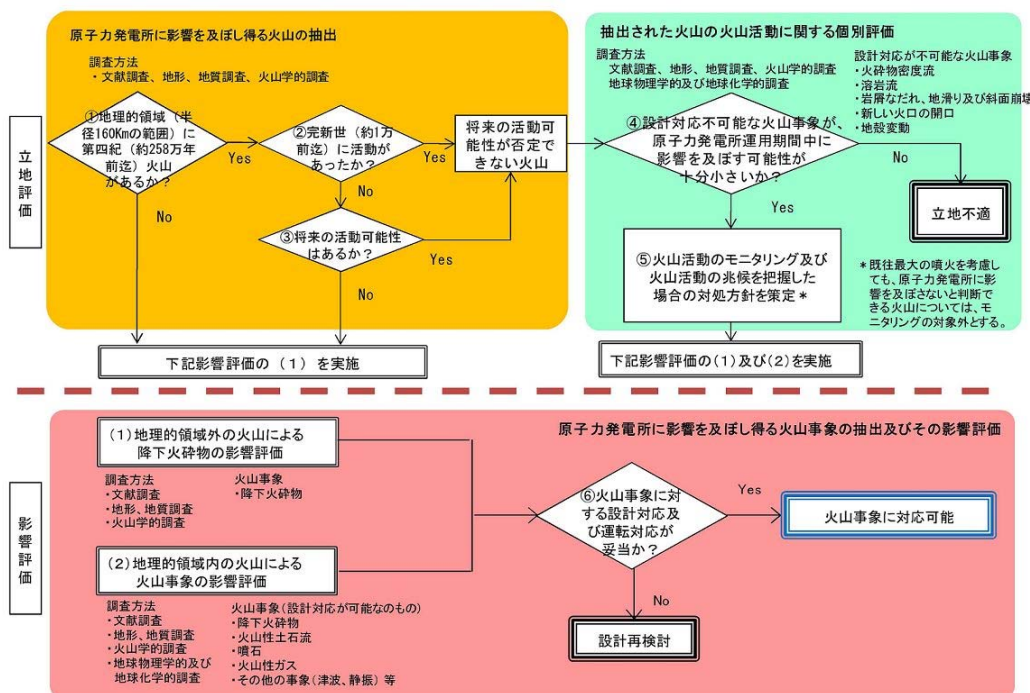 原子力発電所に影響を及ぼし得る火山の抽出
調査方法
・文献調査、地形、地質調査、火山学的調査
①地理的領域（半
径160Kmの範囲）に
第四紀（約258万年
前迄）火山
があるか？
Yes
No
②完新世（約1万年
前迄）に活動が
あったか？
Yes
No
将来の活動可
能性が否定で
きない火山
③将来の活動可能性
はあるか？
Yes
No
抽出された火山の火山活動に関する個別評価
調査方法
文献調査、地形、地質調査、火山学的調査
地球物理学的及び地球化学的調査
設計対応が不可能な火山事象
・火砕物密度流
・溶岩流
・岩屑なだれ、地滑り及び斜面崩壊
・新しい火口の開口
・地殻変動
④設計対応不可能な火山事象が、
原子力発電所運用期間中に
影響を及ぼす可能性が
十分小さいか？
No
Yes
立地不適
⑤火山活動のモニタリング及び
火山活動の兆候を把握した
場合の対処方針を策定＊
＊既往最大の噴火を考慮し
ても、原子力発電所に影
響を及ぼさないと判断で
きる火山については、モ
ニタリングの対象外とする。
立地評価
下記影響評価の（1）を実施
下記影響評価の(1)及び(2)を実施
影響評価
原子力発電所に影響を及ぼし得る火山事象の抽出及びその影響評価
（1）地理的領域外の火山による
降下火砕物の影響評価
調査方法
・文献調査
・地形、地質調査
・火山学的調査
火山事象
・降下火砕物
（2）地理的領域内の火山による
火山事象の影響評価
調査方法
・文献調査
・地形、地質調査
・火山学的調査
・地球物理学的及び
地球化学的調査
火山事象（設計対応が可能なのもの）
・降下火砕物
・火山性土石流
・噴石
・火山性ガス
・その他の事象（津波、静振）等
⑥火山事象に対
する設計対応及
び運転対応が
妥当か？
Yes
No
火山事象に対応可能
設計再検討